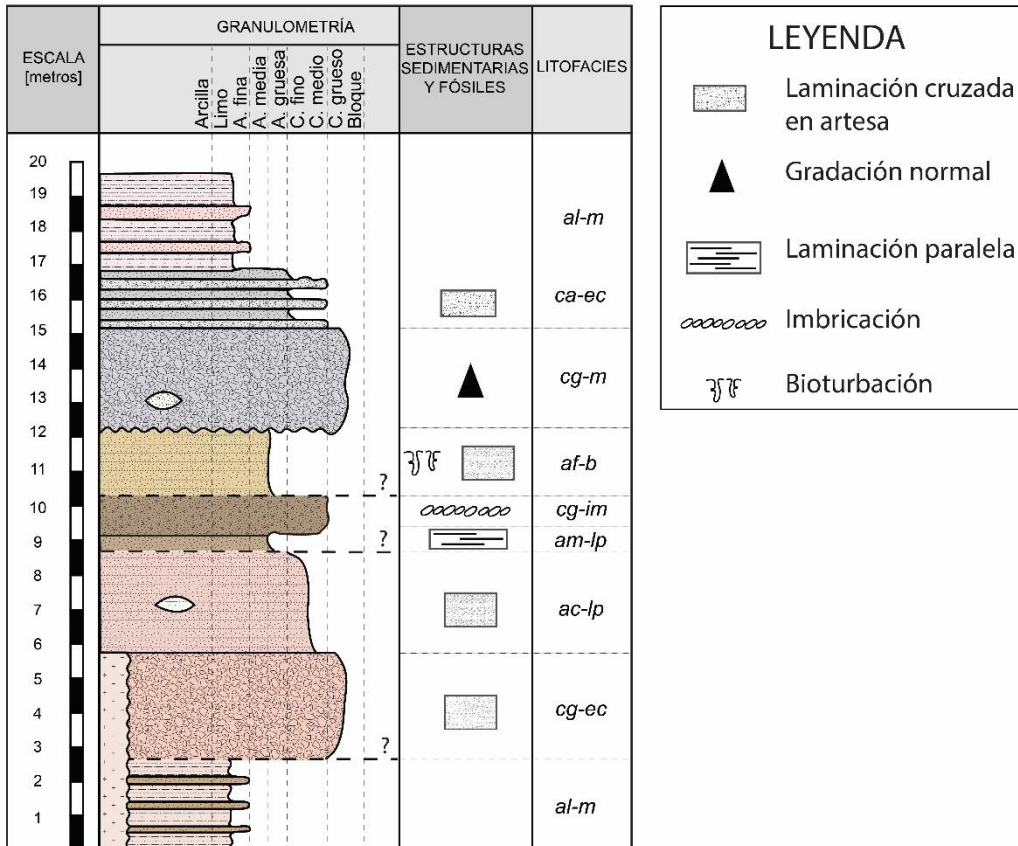 ESCALA
[metros]
GRANULOMETRÍA
Arcilla
Limo
A. fina
A. media
A. gruesa
C. fino
C. medio
C. grueso
Bloque
ESTRUCTURAS
SEDIMENTARIAS
Y FÓSILES
LITOFACIES
20
19
18
17
16
15
14
13
12
11
10
9
8
7
6
5
4
3
2
1
?
?
?
al-m
ca-ec
cg-m
af-b
cg-im
am-lp
ac-lp
cg-ec
al-m
LEYENDA
Laminación cruzada
en artesa
Gradación normal
Laminación paralela
Imbricación
Bioturbación